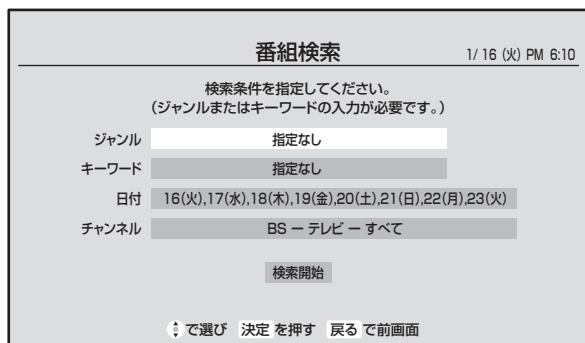 番組検索 1/ 16 (火) PM 6:10
検索条件を指定してください。
(ジャンルまたはキーワードの入力が必要です。)
ジャンル 指定なし
キーワード 指定なし
日付 16(火),17(水),18(木),19(金),20(土),21(日),22(月),23(火)
チャンネル BS ー テレビ ー すべて
検索開始
で選び 決定 を押す 戻る で前画面